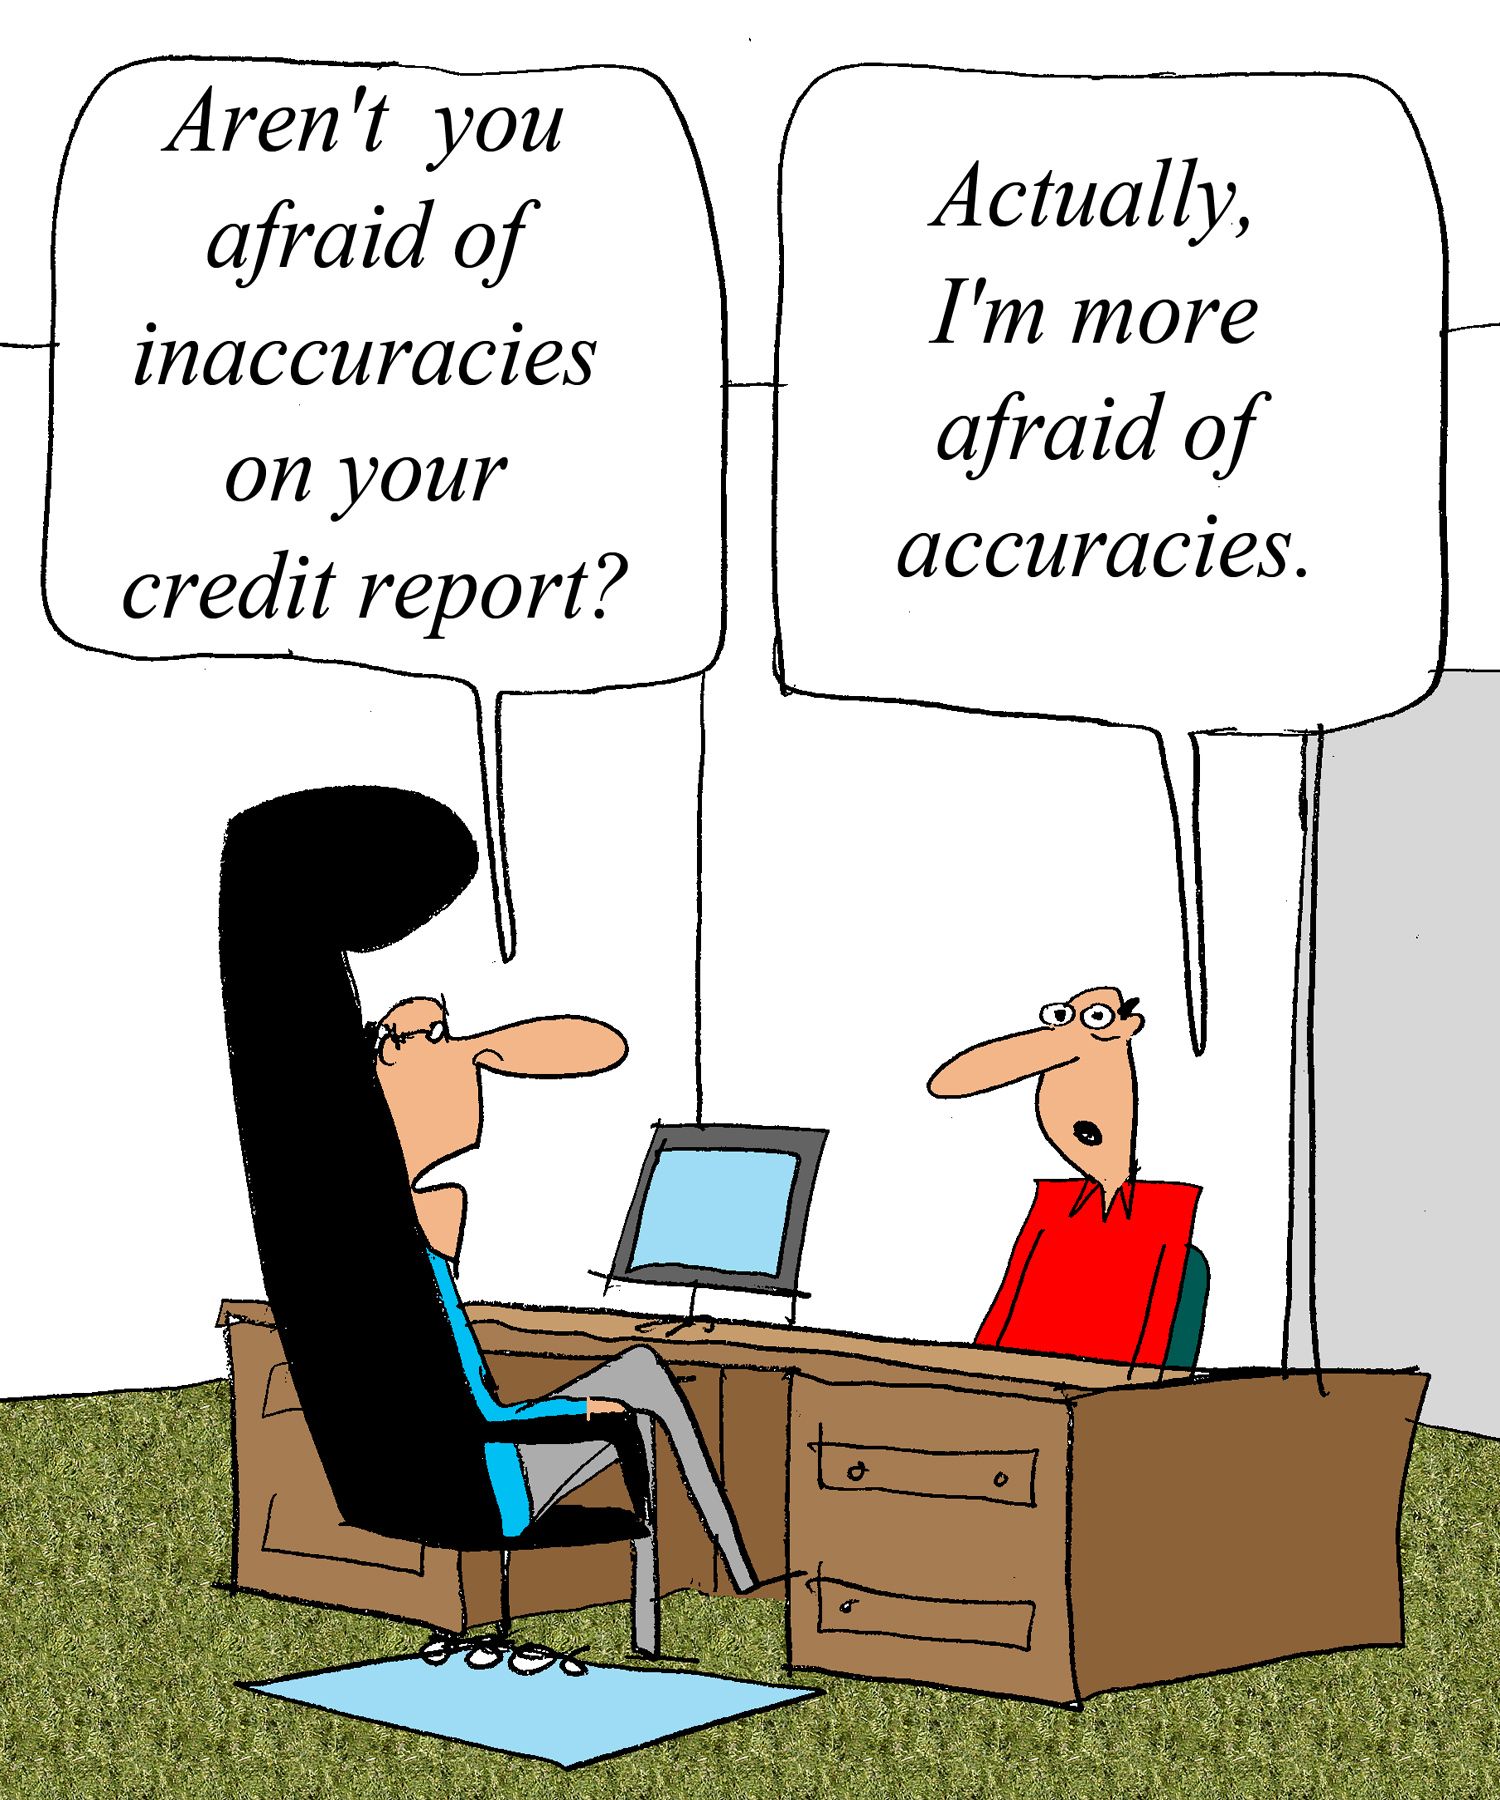 Aren't you
afraid of
inaccuracies
on your
credit report?
Actually,
I'm more
afraid of
accuracies.